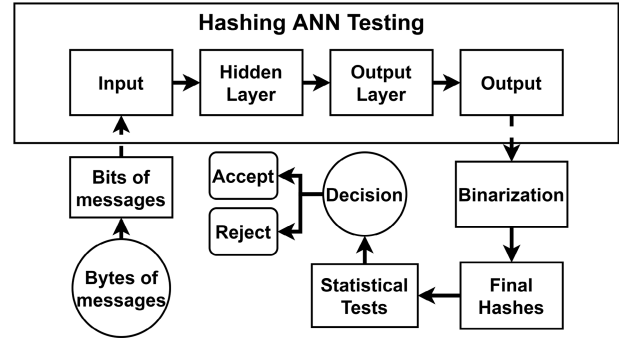 Hashing ANN Testing
Input
Hidden
Layer
Output
Layer
Output
Bits of
messages
Accept
Decision
Binarization
Reject
Bytes of
messages
Statistical
Tests
Final
Hashes